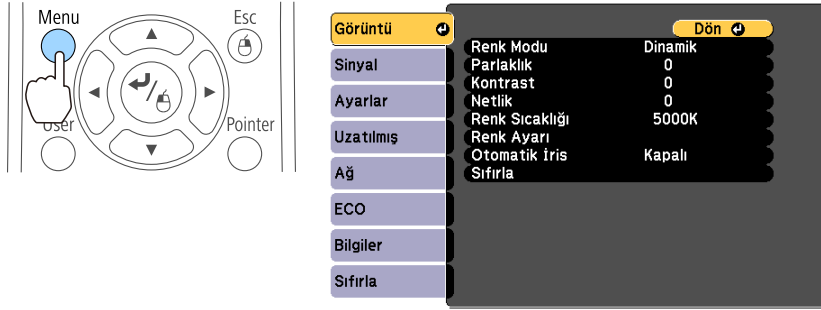 Menu
Esc
User
Pointer
Görüntü
Sinyal
Ayarlar
Uzatılmış
Ağ
ECO
Bilgiler
Sıfırla
Dön
Renk Modu Dinamik
Parlaklık 0
Kontrast 0
Netlik 0
Renk Sıcaklığı 5000K
Renk Ayarı
Otomatik İris Kapalı
Sıfırla